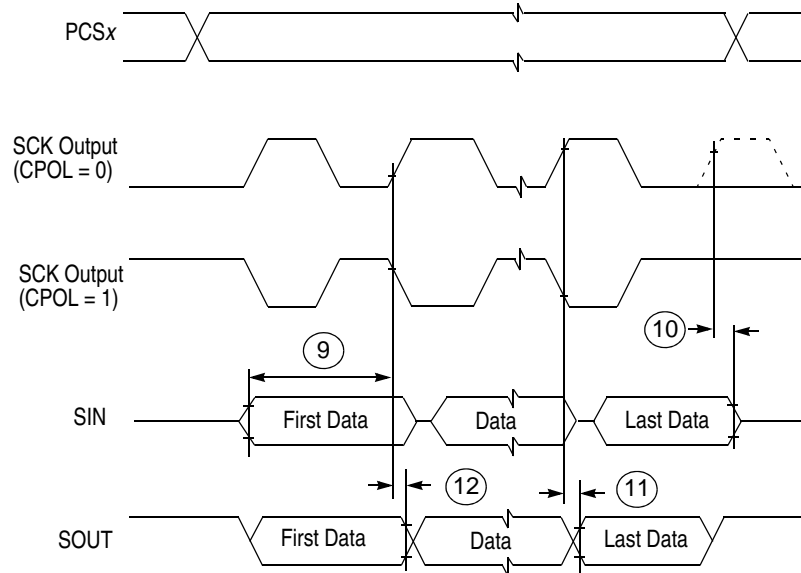 PCSx
SCK Output
(CPOL = 0)
SCK Output
(CPOL = 1)
10
9
SIN
First Data
Data
Last Data
12
11
SOUT
First Data
Data
Last Data